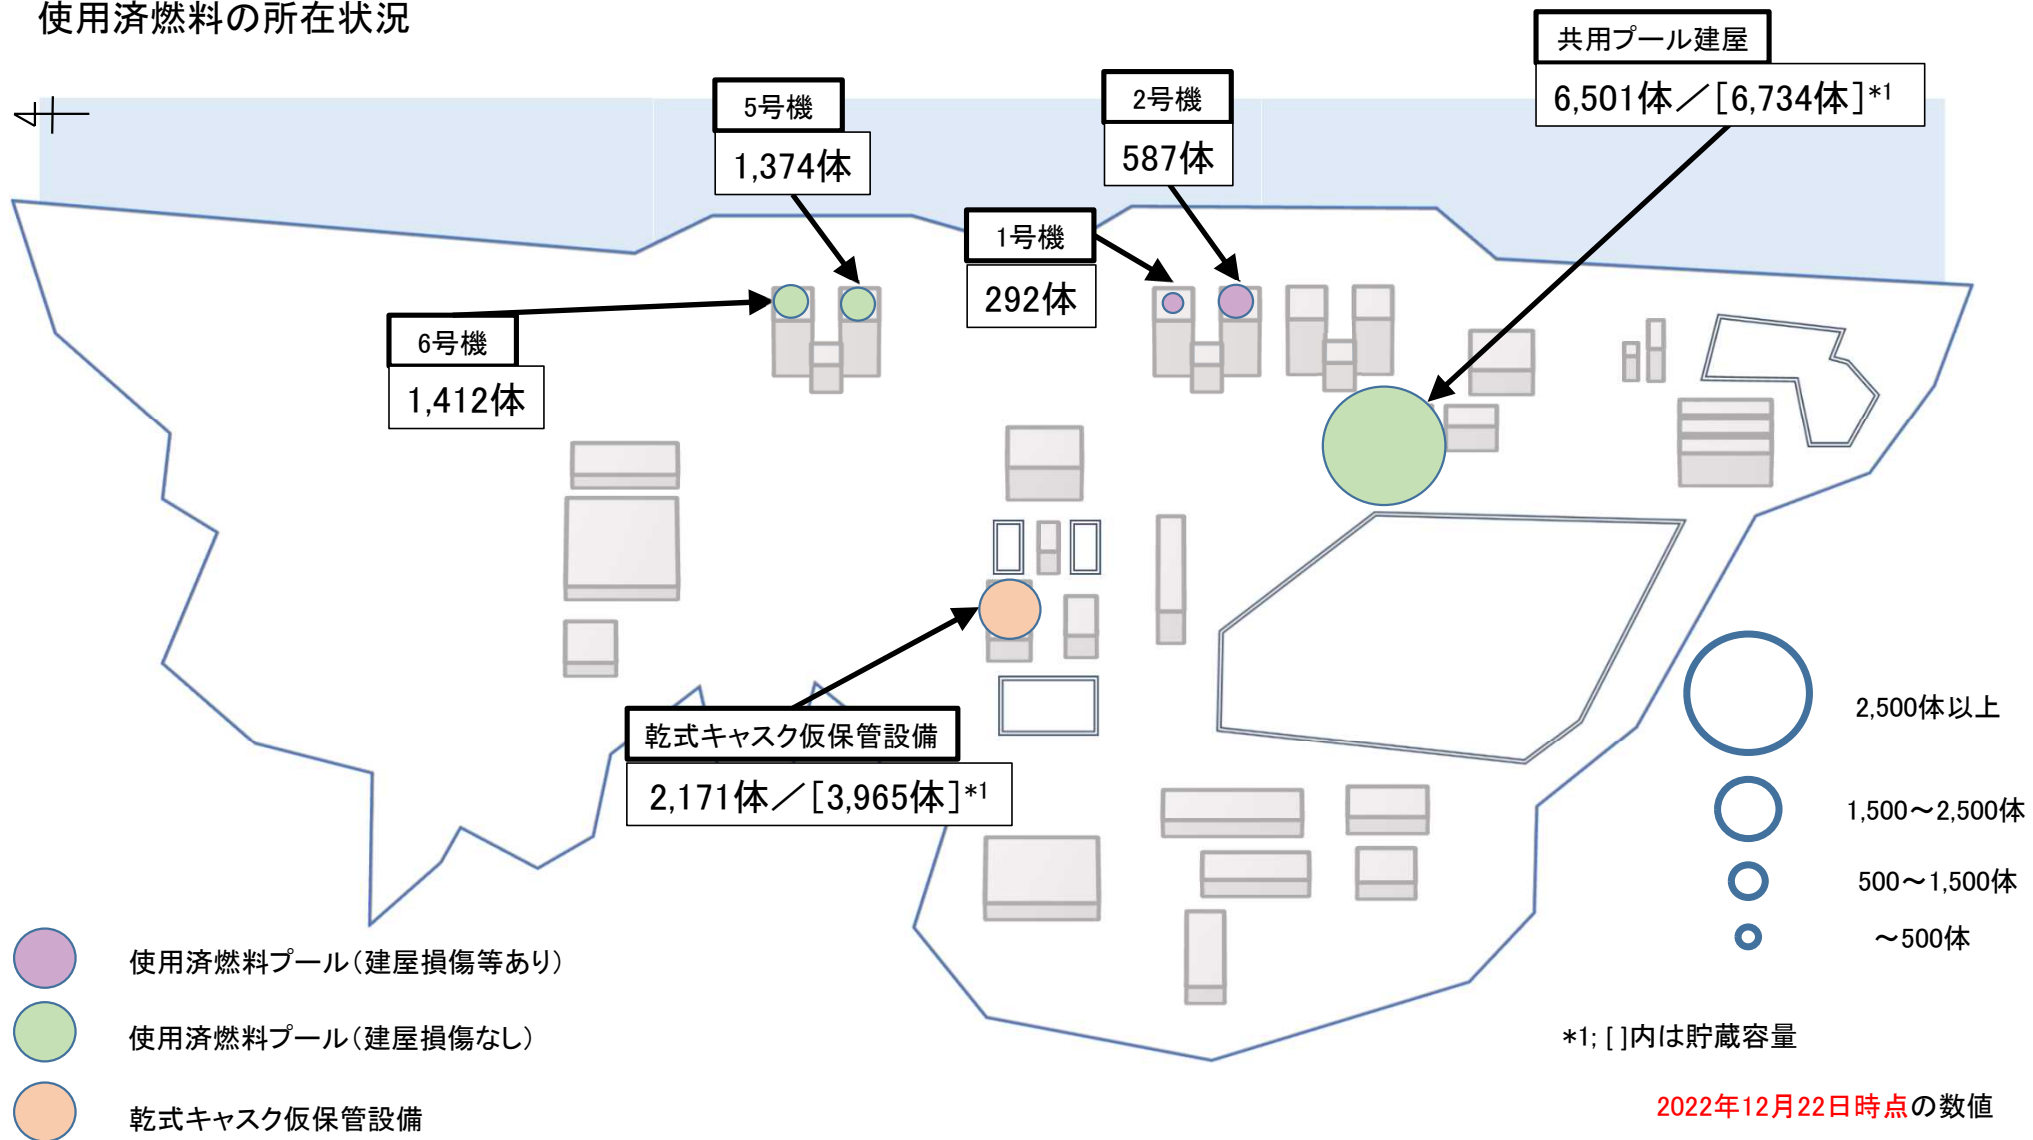 使用済燃料の所在状況
共用プール建屋
6,501体／[6,734体]*1
5号機
1,374体
2号機
587体
1号機
292体
6号機
1,412体
乾式キャスク仮保管設備
2,171体／[3,965体]*1
2,500体以上
1,500～2,500体
500～1,500体
～500体
使用済燃料プール（建屋損傷等あり）
使用済燃料プール（建屋損傷なし）
乾式キャスク仮保管設備
*1; [ ]内は貯蔵容量
2022年12月22日時点の数値